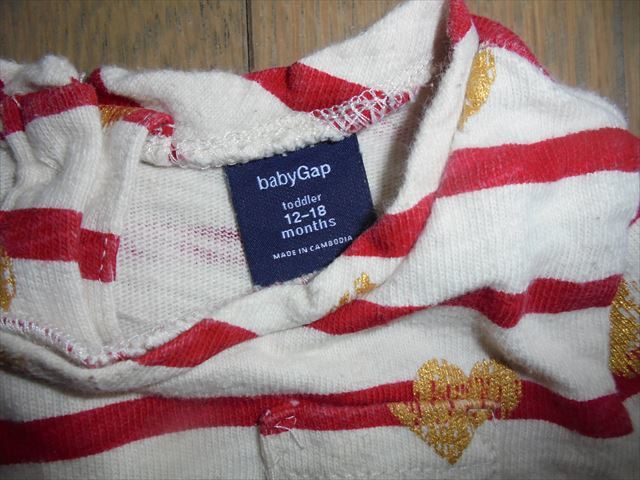 babyGap
toddler
12-18
months
MADE IN CAMBODIA